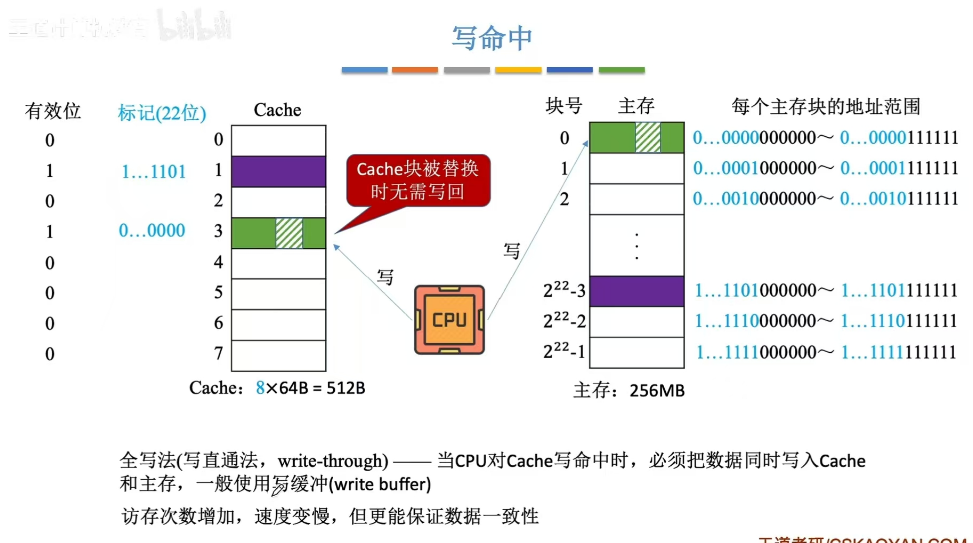 写命中
有效位 标记(22位) Cache 块号 主存 每个主存块的地址范围
0 0 0 0…0000000000～ 0…0000111111
1 1…1101 1 1 0…0001000000～ 0…0001111111
0 2 2 0…0010000000～ 0…0010111111
Cache块被替换
时无需写回
1 0…0000 3
0 4
写 写
0 5 2²²-3 1…1101000000～ 1…1101111111
CPU
0 6 2²²-2 1…1110000000～ 1…1110111111
0 7 2²²-1 1…1111000000～ 1…1111111111
Cache：8×64B = 512B 主存：256MB
全写法(写直通法，write-through) —— 当CPU对Cache写命中时，必须把数据同时写入Cache
和主存，一般使用写缓冲(write buffer)
访存次数增加，速度变慢，但更能保证数据一致性
王道考研/CSKAOYAN.COM